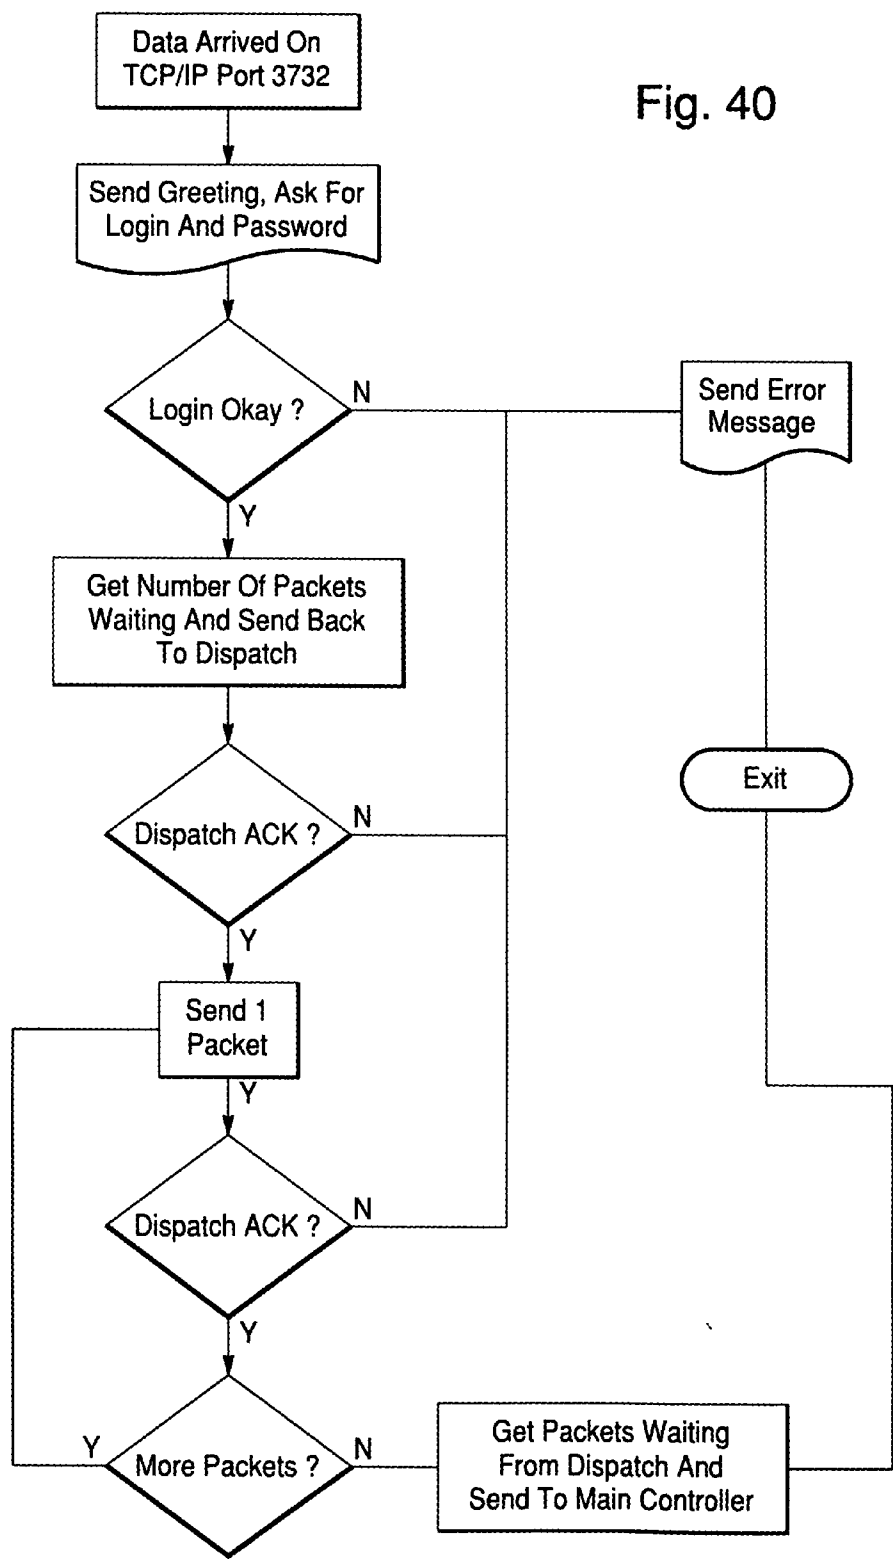 Data Arrived On
TCP/IP Port 3732
Fig. 40
Send Greeting, Ask For
Login And Password
Login Okay ?
N
Send Error
Message
Y
Get Number Of Packets
Waiting And Send Back
To Dispatch
Exit
Dispatch ACK ?
N
Y
Send 1
Packet
Y
Dispatch ACK ?
N
Y
Y
More Packets ?
N
Get Packets Waiting
From Dispatch And
Send To Main Controller